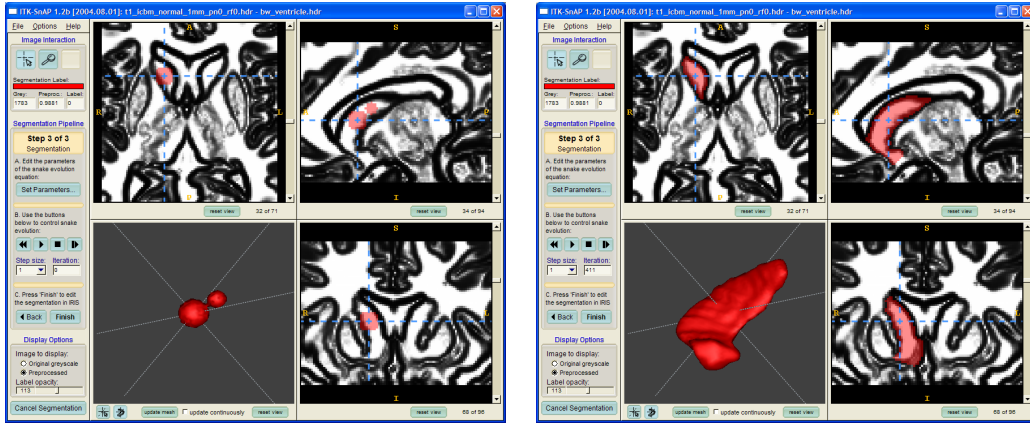 ITK-SnAP 1.2b [2004.08.01]: t1_icbm_normal_1mm_pn0_rf0.hdr - bw_ventricle.hdr
File Options Help
Image Interaction
Segmentation Label:
Grey: Preproc.: Label:
1783 0.9881 0
Segmentation Pipeline
Step 3 of 3
Segmentation
A. Edit the parameters
of the snake evolution
equation:
Set Parameters...
B. Use the buttons
below to control snake
evolution:
Step size: Iteration:
1 0
C. Press 'Finish' to edit
the segmentation in IRIS
Back Finish
Display Options
Image to display:
Original greyscale
Preprocessed
Label opacity:
113
Cancel Segmentation
A
R L
P
reset view 32 of 71
S
A P
I
reset view 34 of 94
update mesh update continuously reset view
S
R L
I
reset view 68 of 96
ITK-SnAP 1.2b [2004.08.01]: t1_icbm_normal_1mm_pn0_rf0.hdr - bw_ventricle.hdr
File Options Help
Image Interaction
Segmentation Label:
Grey: Preproc.: Label:
1783 0.9881 0
Segmentation Pipeline
Step 3 of 3
Segmentation
A. Edit the parameters
of the snake evolution
equation:
Set Parameters...
B. Use the buttons
below to control snake
evolution:
Step size: Iteration:
1 411
C. Press 'Finish' to edit
the segmentation in IRIS
Back Finish
Display Options
Image to display:
Original greyscale
Preprocessed
Label opacity:
113
Cancel Segmentation
A
R L
P
reset view 32 of 71
S
A P
I
reset view 34 of 94
update mesh update continuously reset view
S
R L
I
reset view 68 of 96